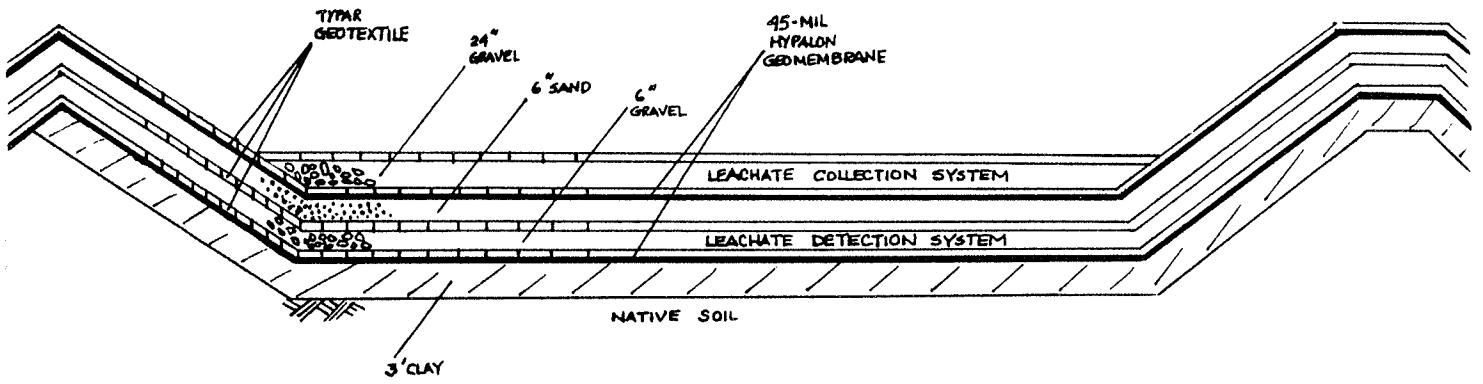 TYPAR
GEOTEXTILE
24"
GRAVEL
6" SAND
6"
GRAVEL
45-MIL
HYPALON
GEOMEMBRANE
LEACHATE COLLECTION SYSTEM
LEACHATE DETECTION SYSTEM
NATIVE SOIL
3' CLAY